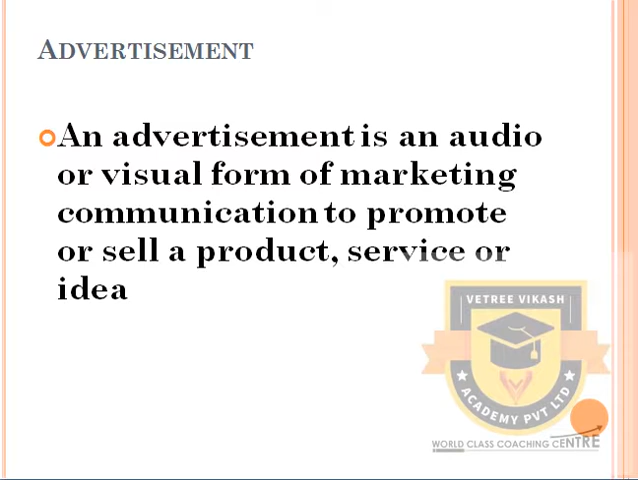 ADVERTISEMENT
An advertisement is an audio
or visual form of marketing
communication to promote
or sell a product, service or
idea
VETREE VIKASH
ACADEMY PVT LTD
WORLD CLASS COACHING CENTRE